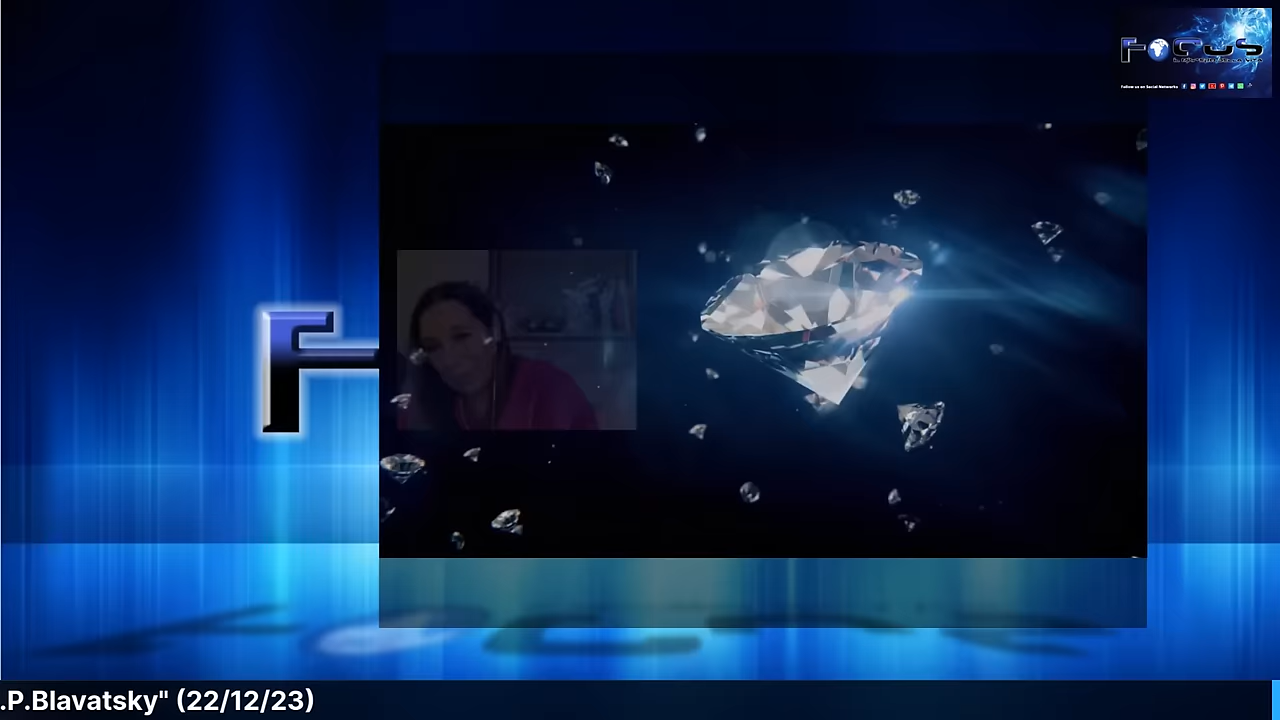 FOCUS
Follow us on Social Networks
F
.P.Blavatsky" (22/12/23)